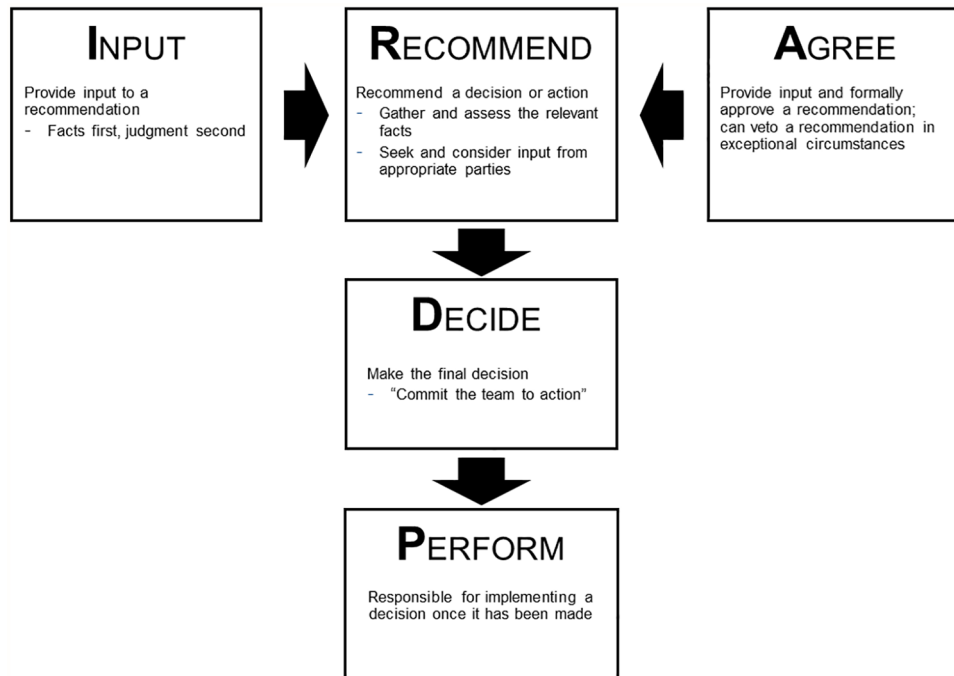 INPUT
Provide input to a
recommendation
- Facts first, judgment second
RECOMMEND
Recommend a decision or action
- Gather and assess the relevant
facts
- Seek and consider input from
appropriate parties
AGREE
Provide input and formally
approve a recommendation;
can veto a recommendation in
exceptional circumstances
DECIDE
Make the final decision
- “Commit the team to action”
PERFORM
Responsible for implementing a
decision once it has been made